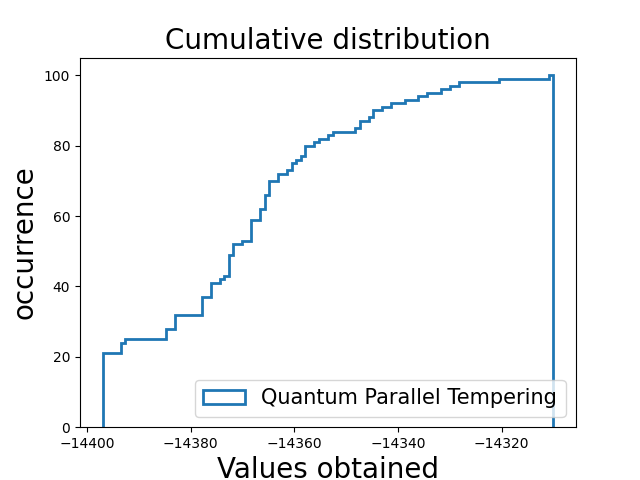 Cumulative distribution
occurrence
100
80
60
40
20
0
Quantum Parallel Tempering
−14400 −14380 −14360 −14340 −14320
Values obtained